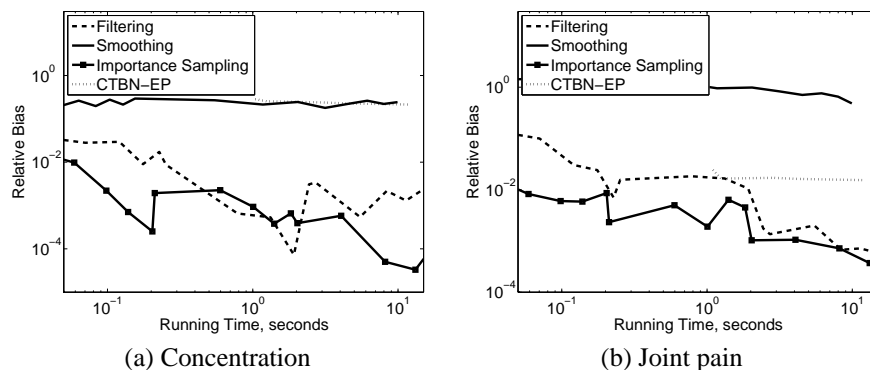 Filtering
Smoothing
Importance Sampling
CTBN−EP
Relative Bias
10^0
10^−2
10^−4
10^−1
10^0
10^1
Running Time, seconds
(a) Concentration
Filtering
Smoothing
Importance Sampling
CTBN−EP
Relative Bias
10^0
10^−2
10^−4
10^−1
10^0
10^1
Running Time, seconds
(b) Joint pain